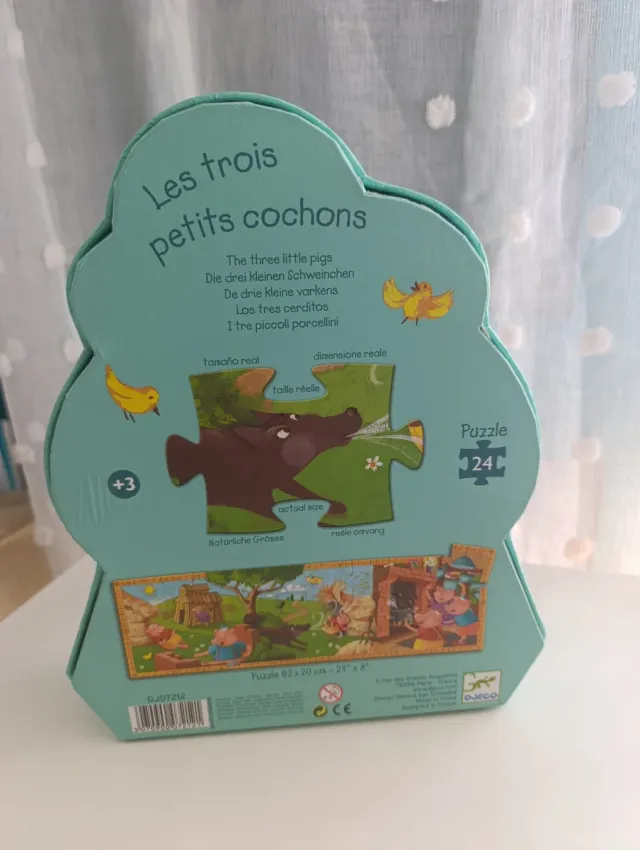 Les trois
petits cochons
The three little pigs
Die drei kleinen Schweinchen
De drie kleine varkens
Los tres cerditos
I tre piccoli porcellini
tamaño real
dimensione reale
taille réelle
Puzzle
24
+3
actual size
Natürliche Grösse
reële omvang
Puzzle 62 x 20 cm - 24" x 8"
DJ07212
DJECO
CE